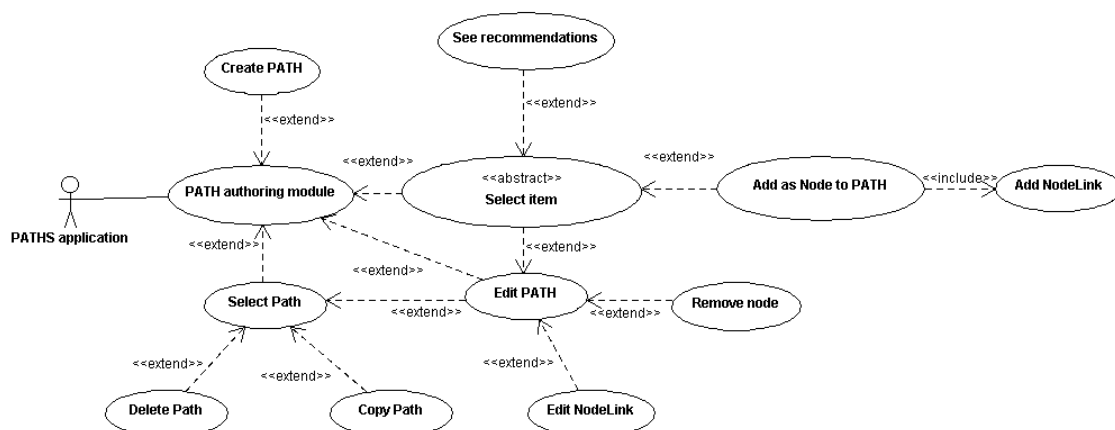 See recommendations
Create PATH
<<extend>>
<<extend>>
<<extend>>
<<abstract>>
<<extend>>
PATH authoring module
Select item
Add as Node to PATH
<<include>>
Add NodeLink
PATHS application
<<extend>>
<<extend>>
<<extend>>
Select Path
Edit PATH
Remove node
<<extend>>
<<extend>>
<<extend>>
<<extend>>
<<extend>>
Delete Path
Copy Path
Edit NodeLink